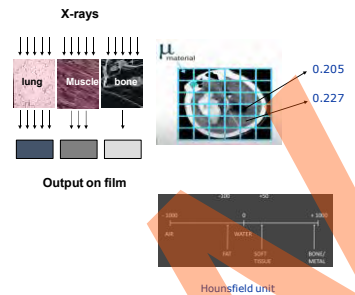 X-rays
lung
Muscle
bone
Output on film
μ
material
0.205
0.227
-100
+50
- 1000
0
+ 1000
AIR
WATER
FAT
SOFT
TISSUE
BONE/
METAL
Hounsfield unit